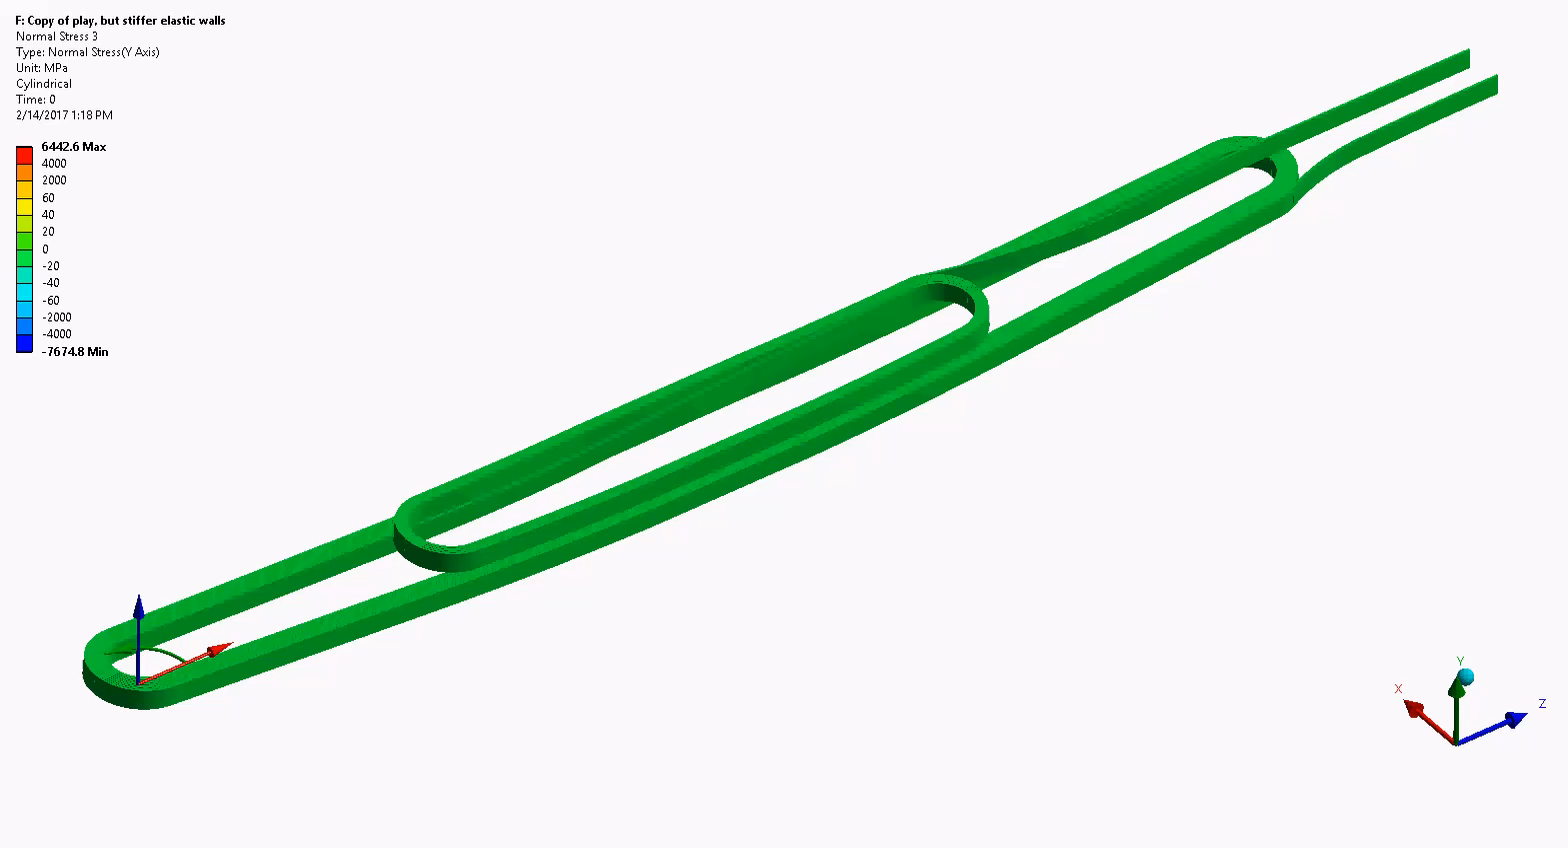 F: Copy of play, but stiffer elastic walls
Normal Stress 3
Type: Normal Stress(Y Axis)
Unit: MPa
Cylindrical
Time: 0
2/14/2017 1:18 PM
6442.6 Max
4000
2000
60
40
20
0
-20
-40
-60
-2000
-4000
-7674.8 Min
Y
X
Z